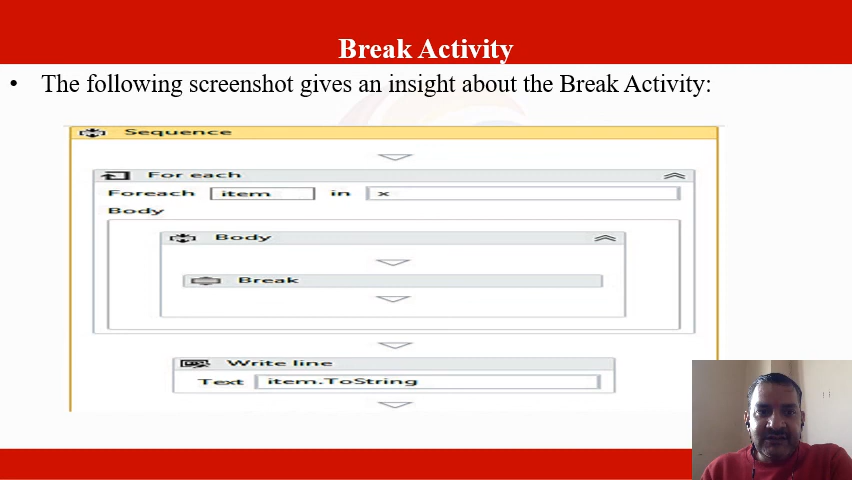 Break Activity
• The following screenshot gives an insight about the Break Activity:
Sequence
For each
Foreach item in x
Body
Body
Break
Write line
Text item.ToString